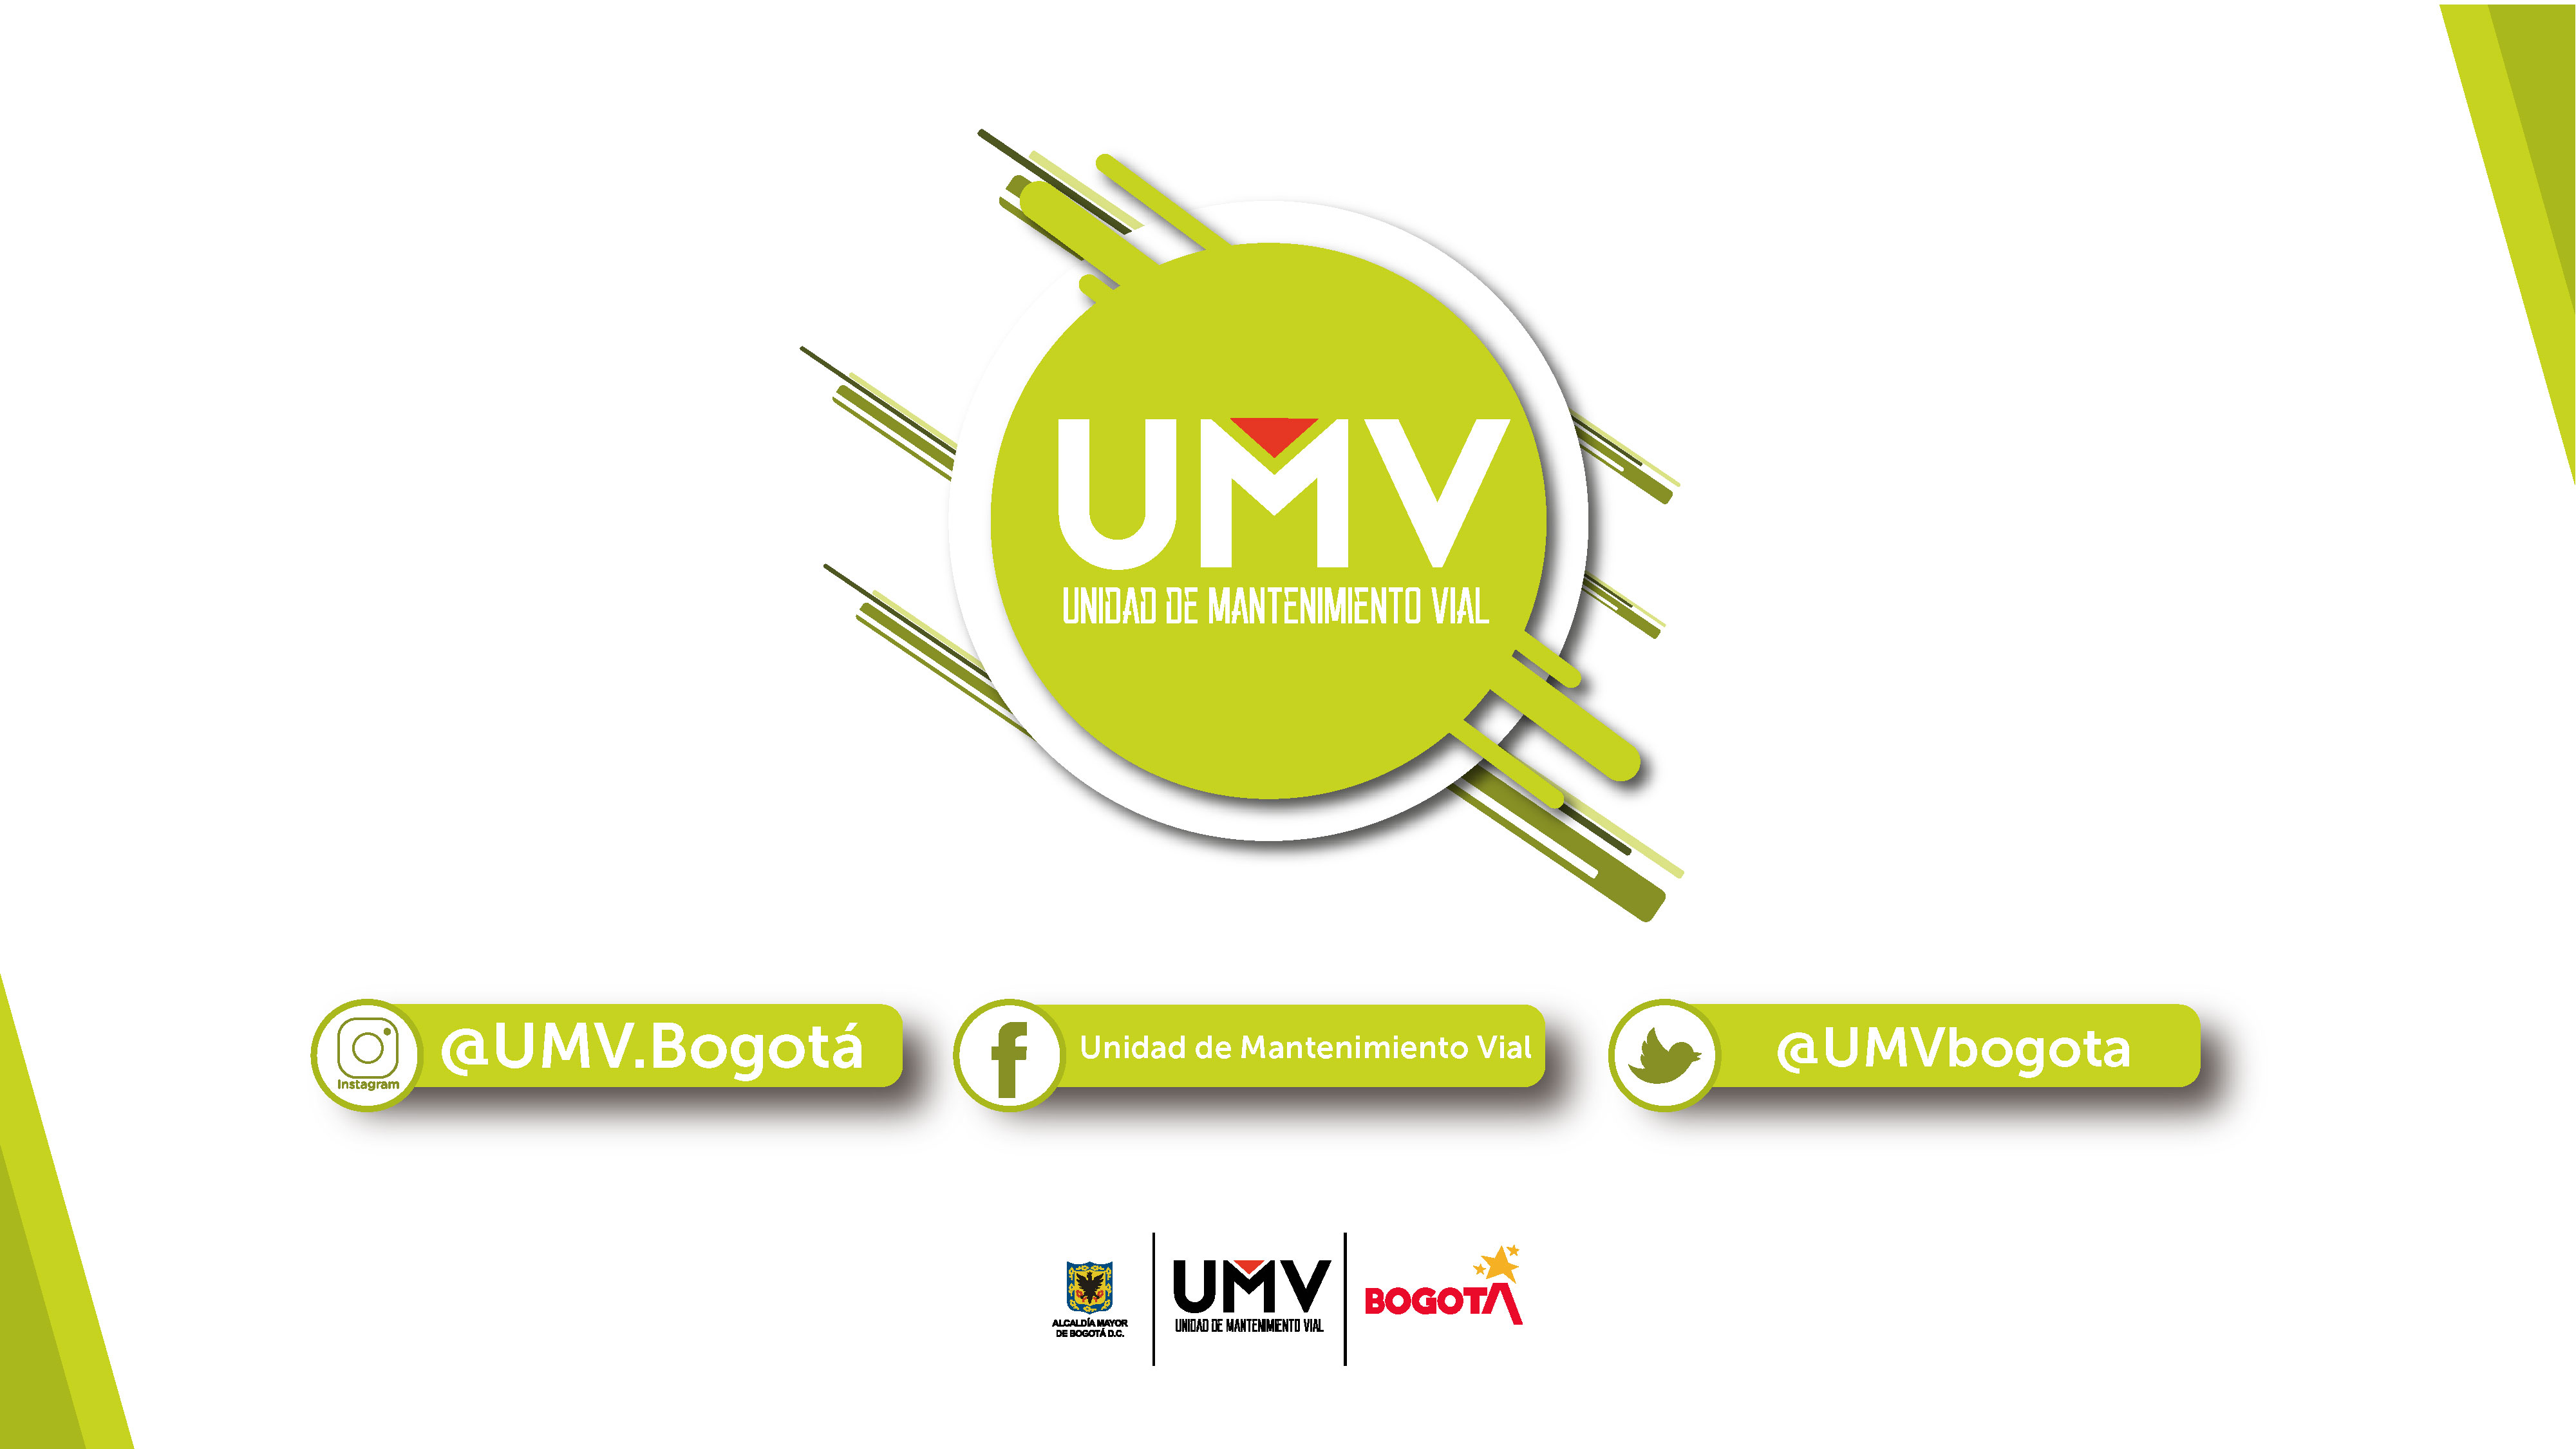 UMV
UNIDAD DE MANTENIMIENTO VIAL
Instagram
@UMV.Bogotá
Unidad de Mantenimiento Vial
@UMVbogota
ALCALDÍA MAYOR
DE BOGOTÁ D.C.
UMV
UNIDAD DE MANTENIMIENTO VIAL
BOGOTÁ